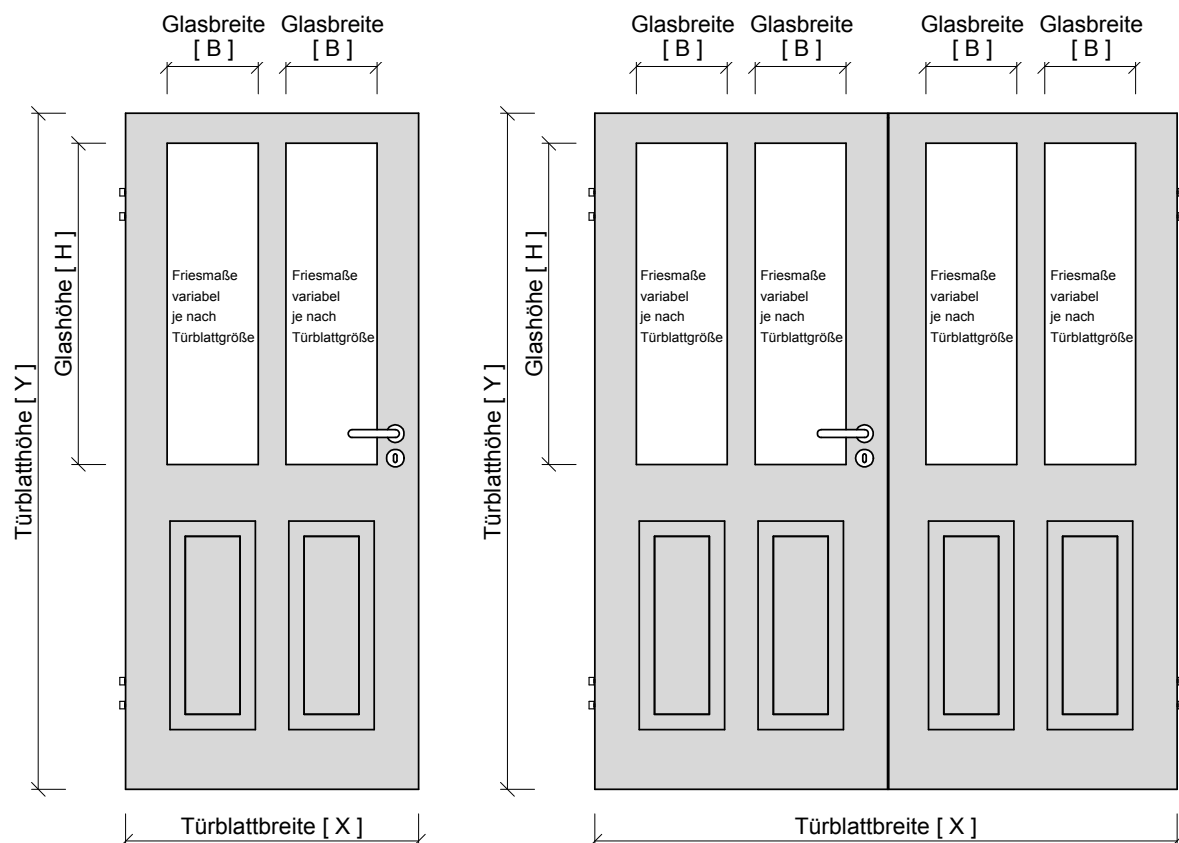 Glasbreite
[ B ]
Glasbreite
[ B ]
Türblatthöhe [ Y ]
Glashöhe [ H ]
Friesmaße
variabel
je nach
Türblattgröße
Friesmaße
variabel
je nach
Türblattgröße
Türblattbreite [ X ]
Glasbreite
[ B ]
Glasbreite
[ B ]
Glasbreite
[ B ]
Glasbreite
[ B ]
Türblatthöhe [ Y ]
Glashöhe [ H ]
Friesmaße
variabel
je nach
Türblattgröße
Friesmaße
variabel
je nach
Türblattgröße
Friesmaße
variabel
je nach
Türblattgröße
Friesmaße
variabel
je nach
Türblattgröße
Türblattbreite [ X ]